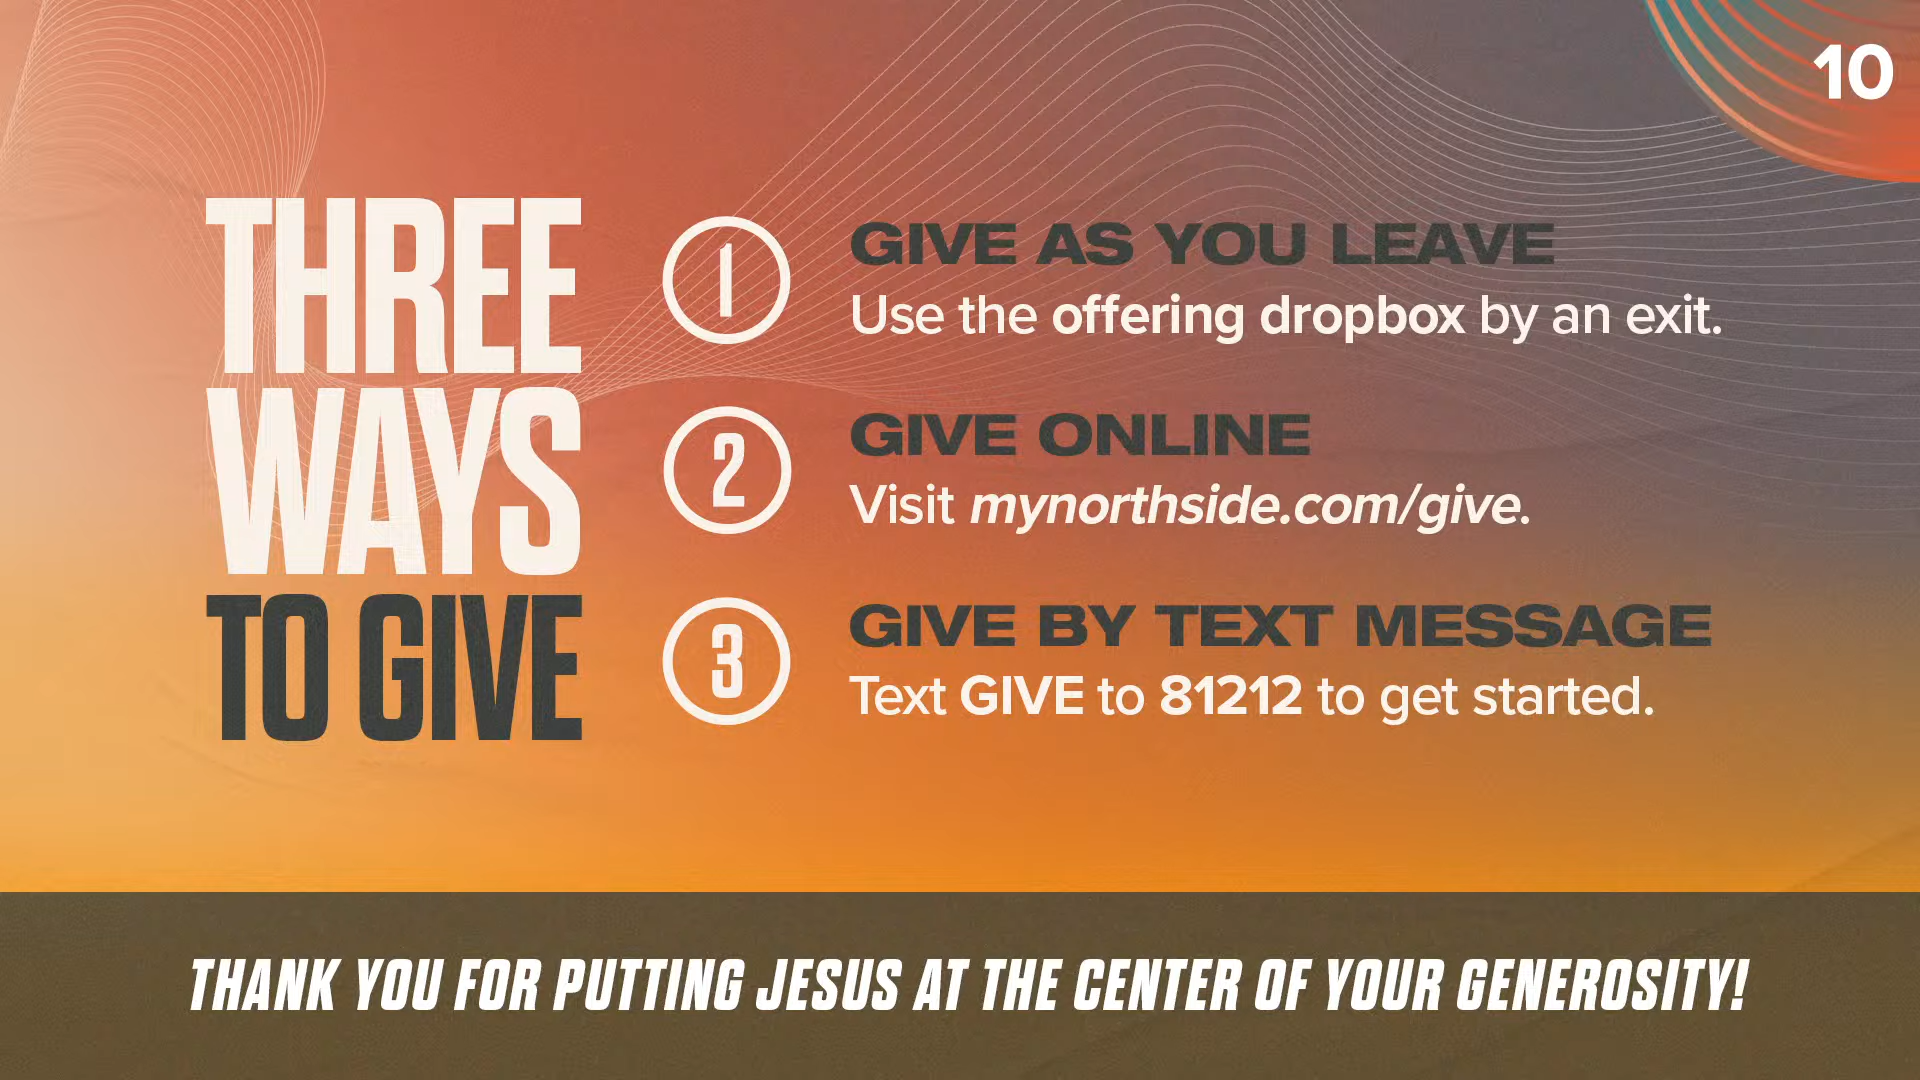 10
THREE
WAYS
TO GIVE
1
GIVE AS YOU LEAVE
Use the offering dropbox by an exit.
2
GIVE ONLINE
Visit mynorthside.com/give.
3
GIVE BY TEXT MESSAGE
Text GIVE to 81212 to get started.
THANK YOU FOR PUTTING JESUS AT THE CENTER OF YOUR GENEROSITY!